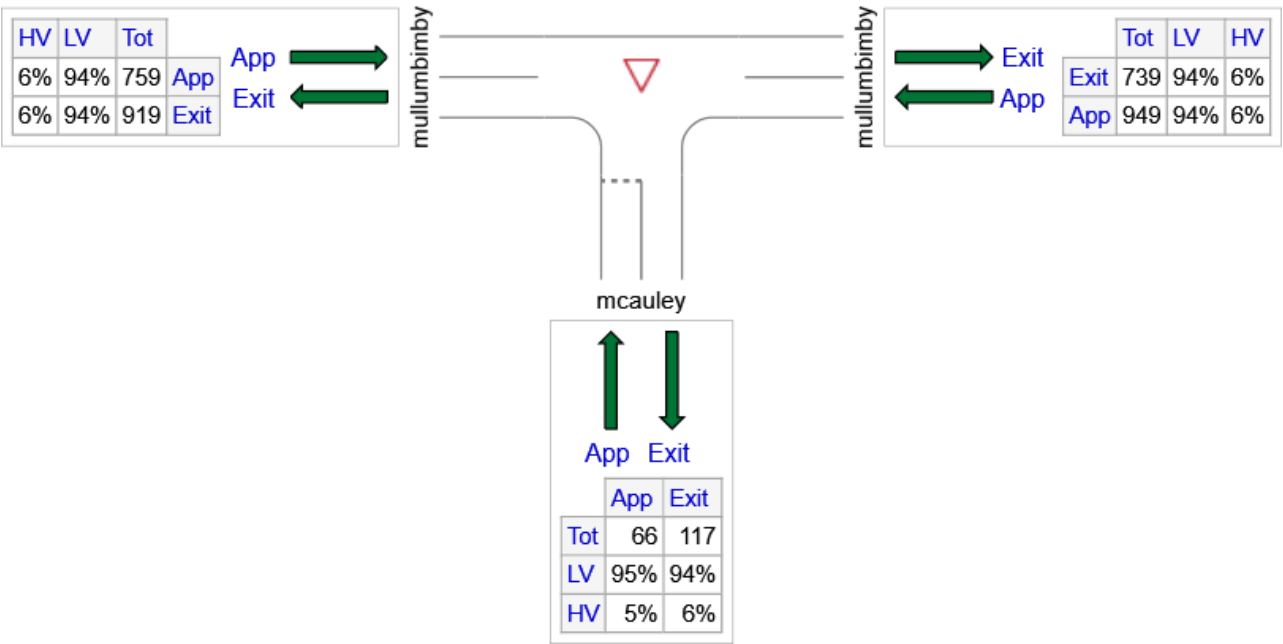 HV LV Tot
6% 94% 759 App
6% 94% 919 Exit
App
Exit
mullumbimby
mullumbimby
Exit
App
Tot LV HV
Exit 739 94% 6%
App 949 94% 6%
mcauley
App Exit
App Exit
Tot 66 117
LV 95% 94%
HV 5% 6%